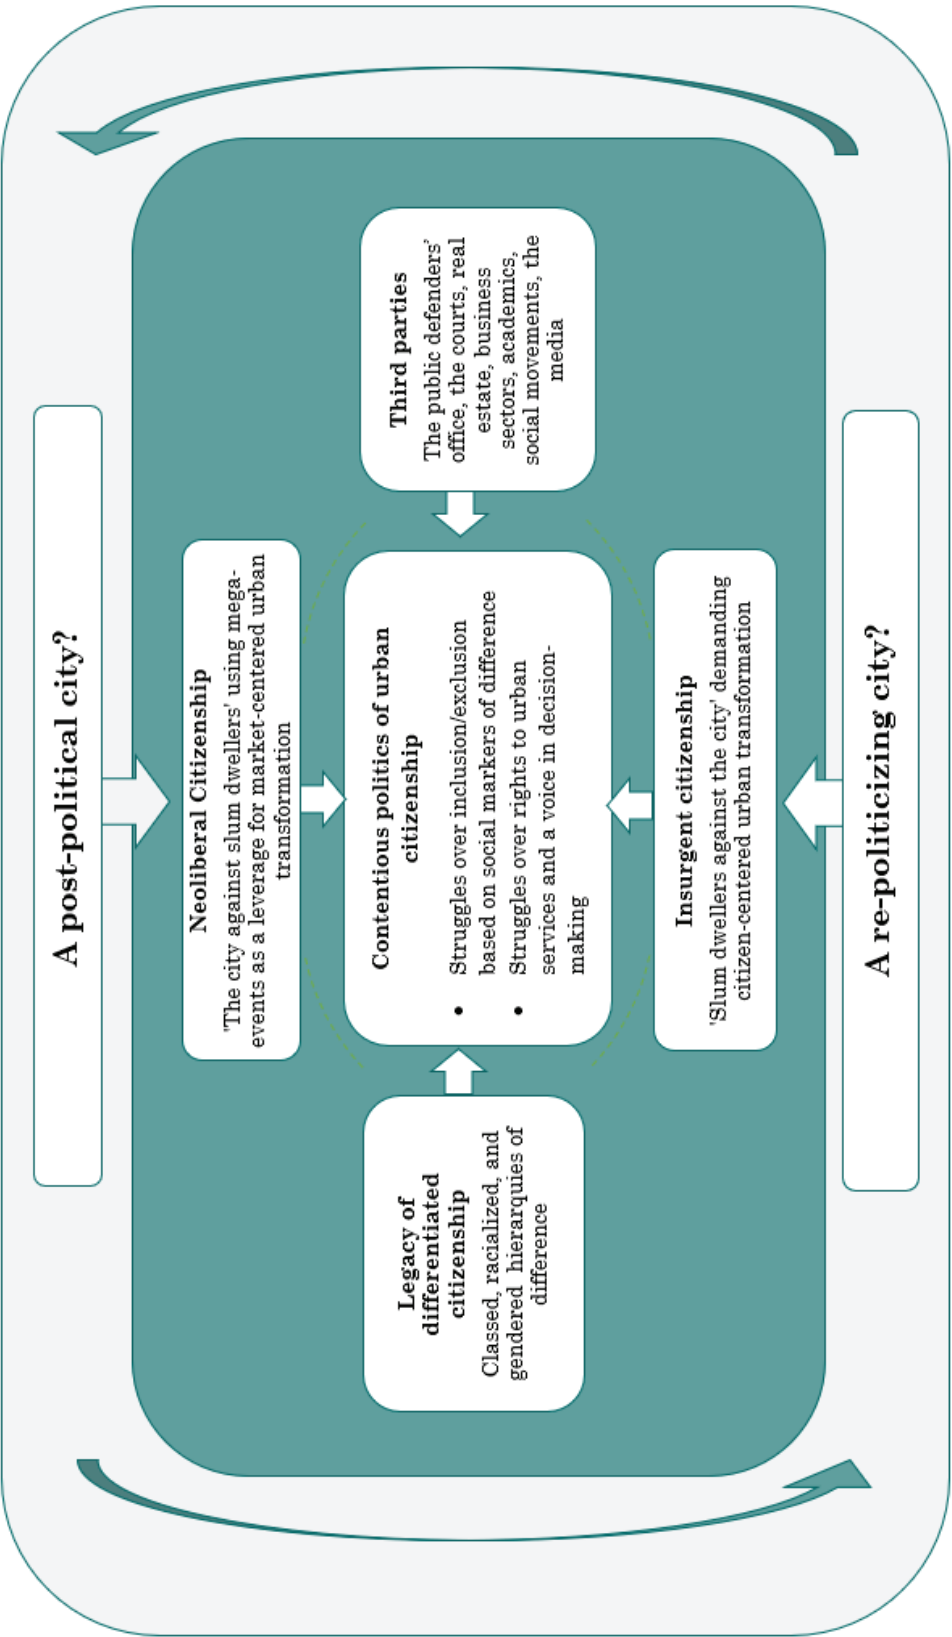 A post-political city?
Neoliberal Citizenship
'The city against slum dwellers' using mega-
events as a leverage for market-centered urban
transformation
Legacy of
differentiated
citizenship
Classed, racialized, and
gendered hierarquies of
difference
Contentious politics of urban
citizenship
• Struggles over inclusion/exclusion
based on social markers of difference
• Struggles over rights to urban
services and a voice in decision-
making
Third parties
The public defenders'
office, the courts, real
estate, business
sectors, academics,
social movements, the
media
Insurgent citizenship
'Slum dwellers against the city' demanding
citizen-centered urban transformation
A re-politicizing city?